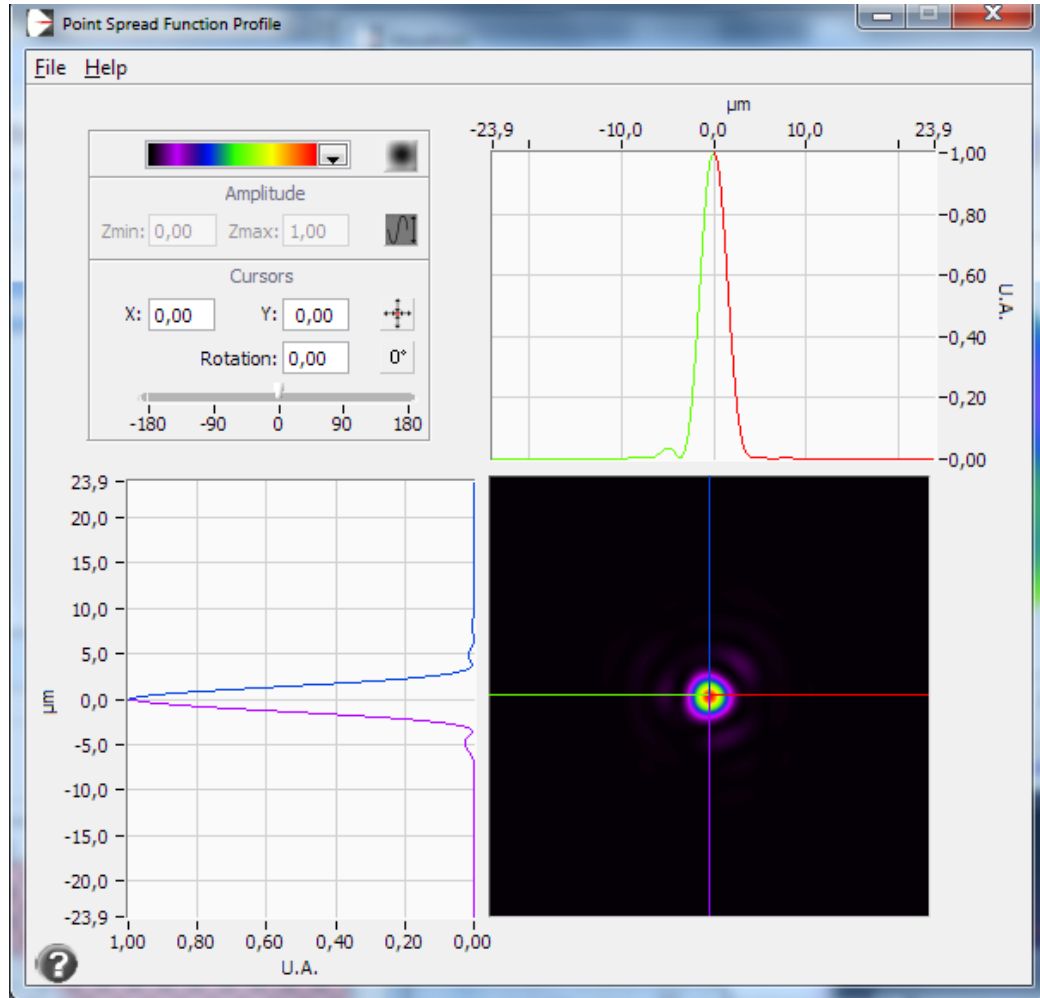 Point Spread Function Profile
File Help
Amplitude
Zmin: 0,00 Zmax: 1,00
Cursors
X: 0,00 Y: 0,00
Rotation: 0,00 0°
-180 -90 0 90 180
µm
-23,9 -10,0 0,0 10,0 23,9
1,00
0,80
0,60
0,40
0,20
0,00
U.A.
23,9
20,0
15,0
10,0
5,0
0,0
-5,0
-10,0
-15,0
-20,0
-23,9
µm
1,00 0,80 0,60 0,40 0,20 0,00
U.A.
?